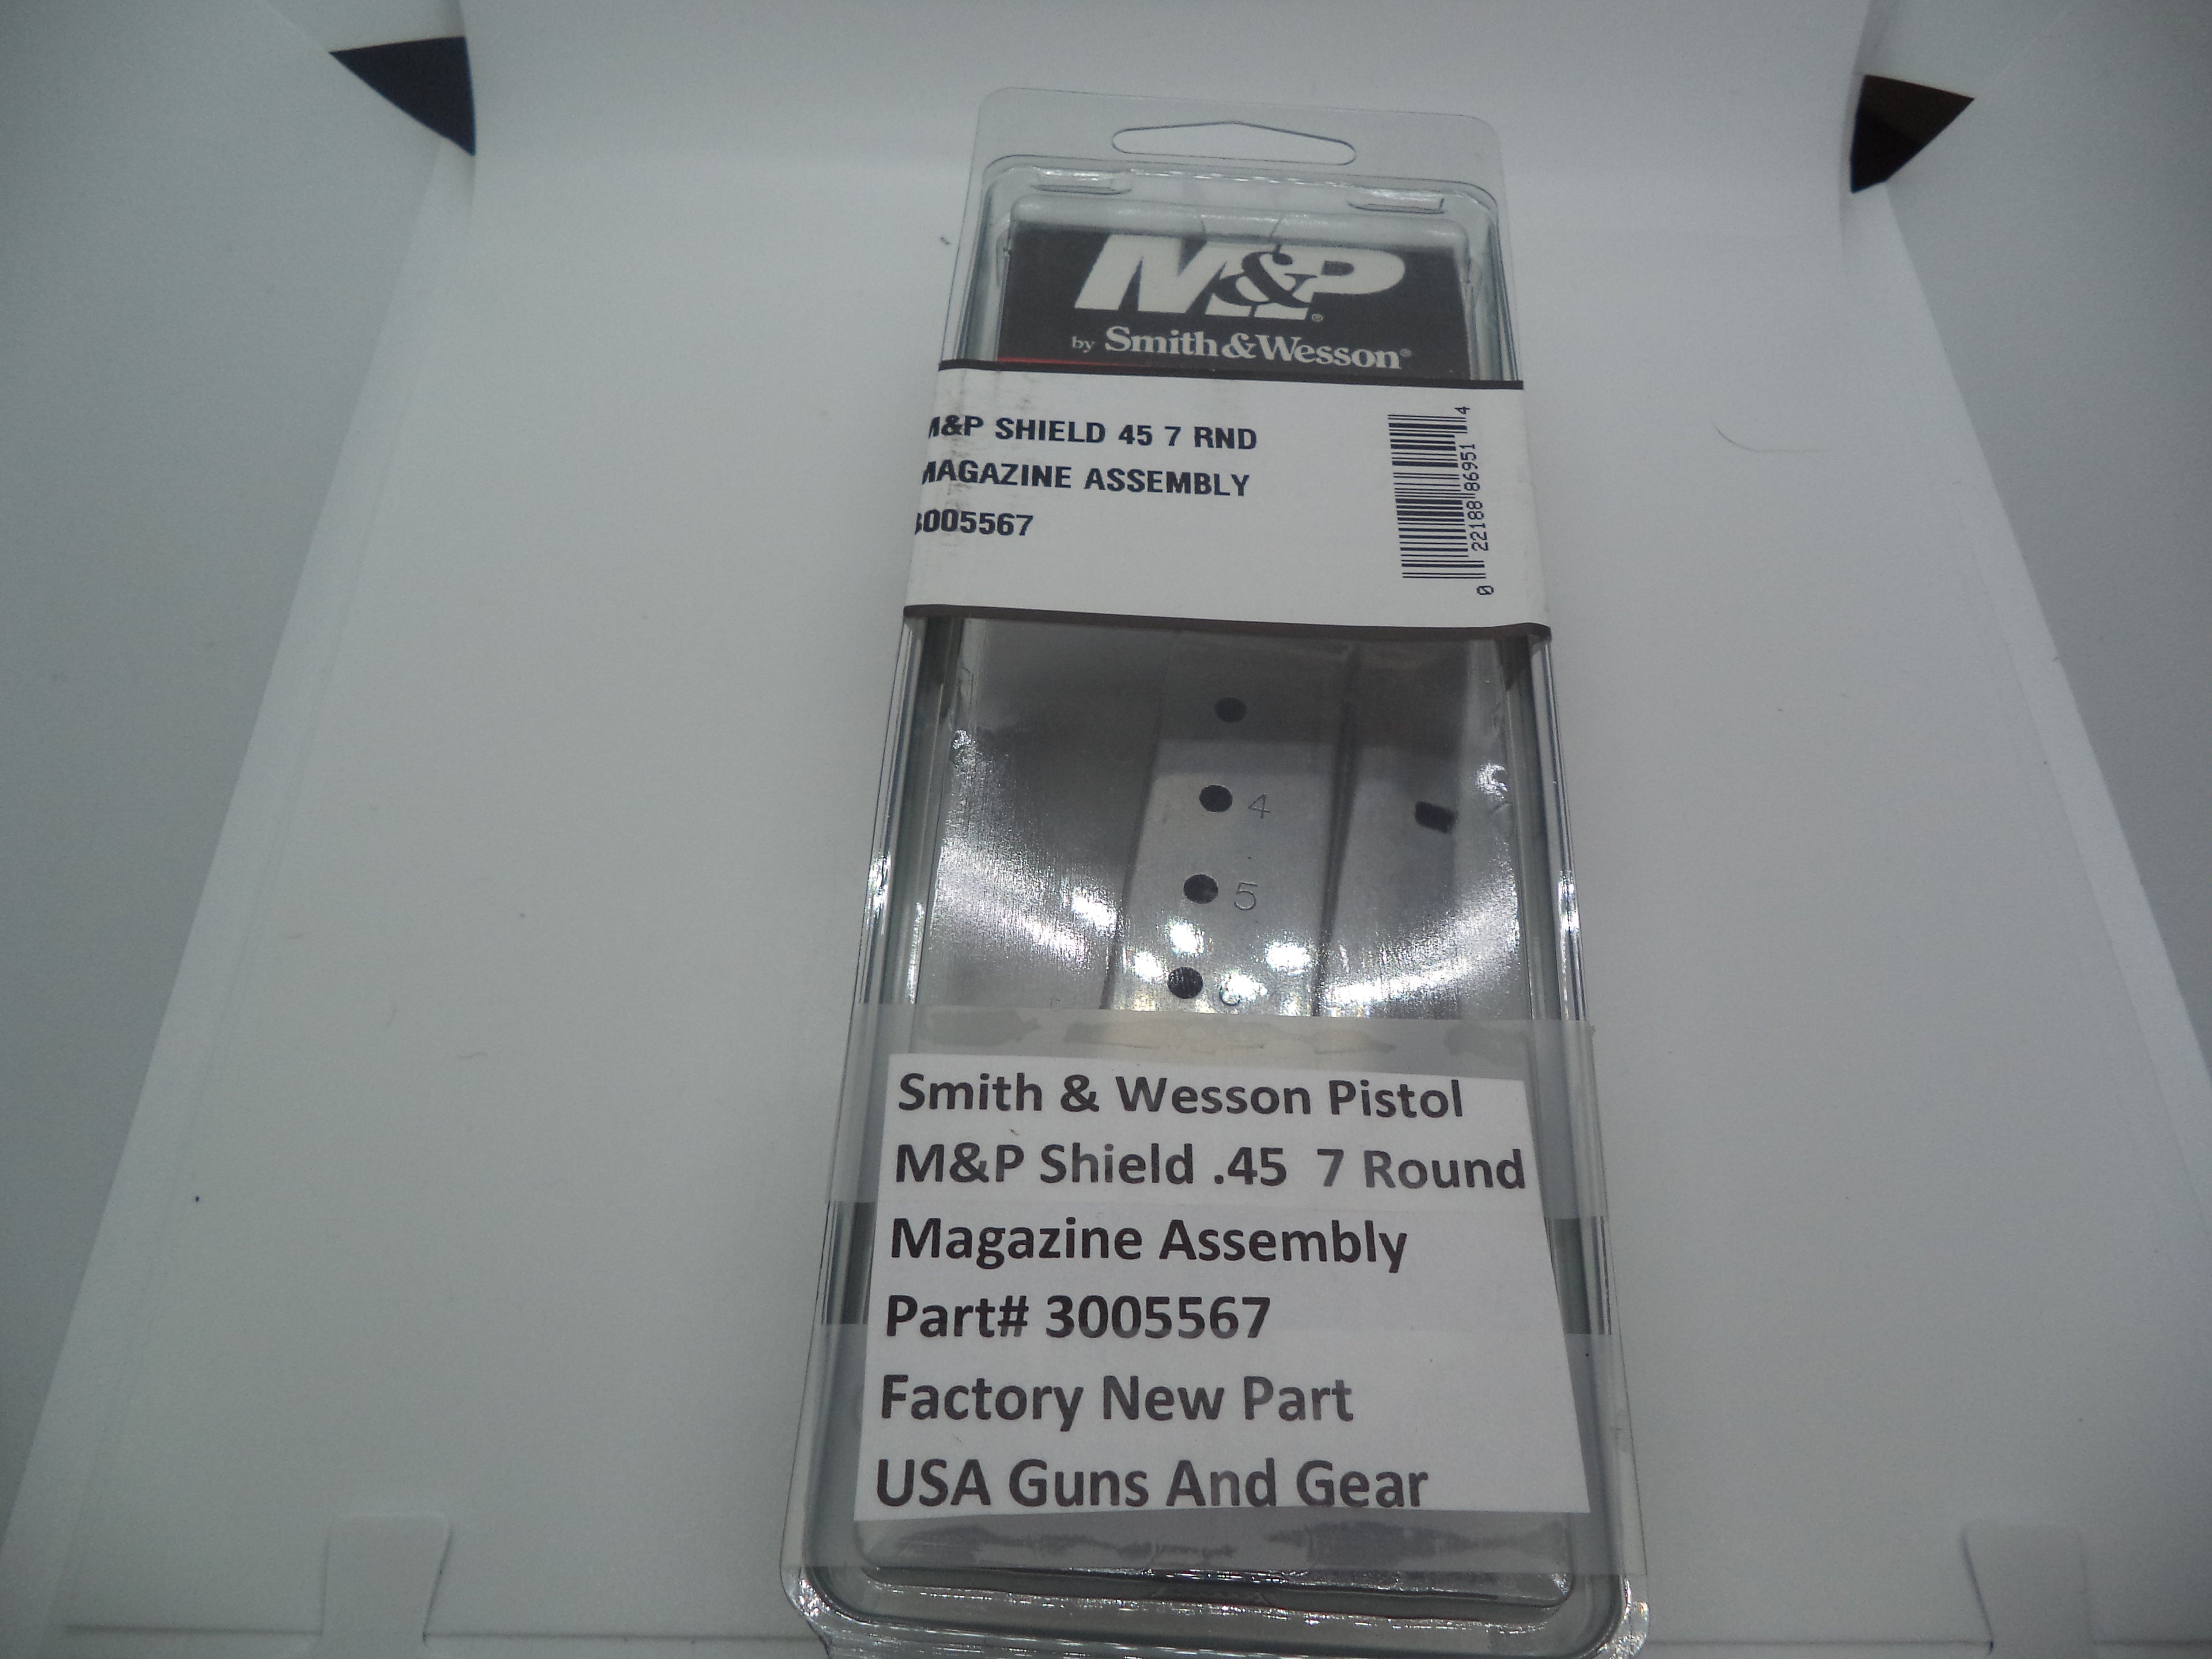 M&P®
by Smith & Wesson®
M&P SHIELD 45 7 RND
MAGAZINE ASSEMBLY
3005567
0 22188 86951 4
4
5
6
Smith & Wesson Pistol
M&P Shield .45 7 Round
Magazine Assembly
Part# 3005567
Factory New Part
USA Guns And Gear